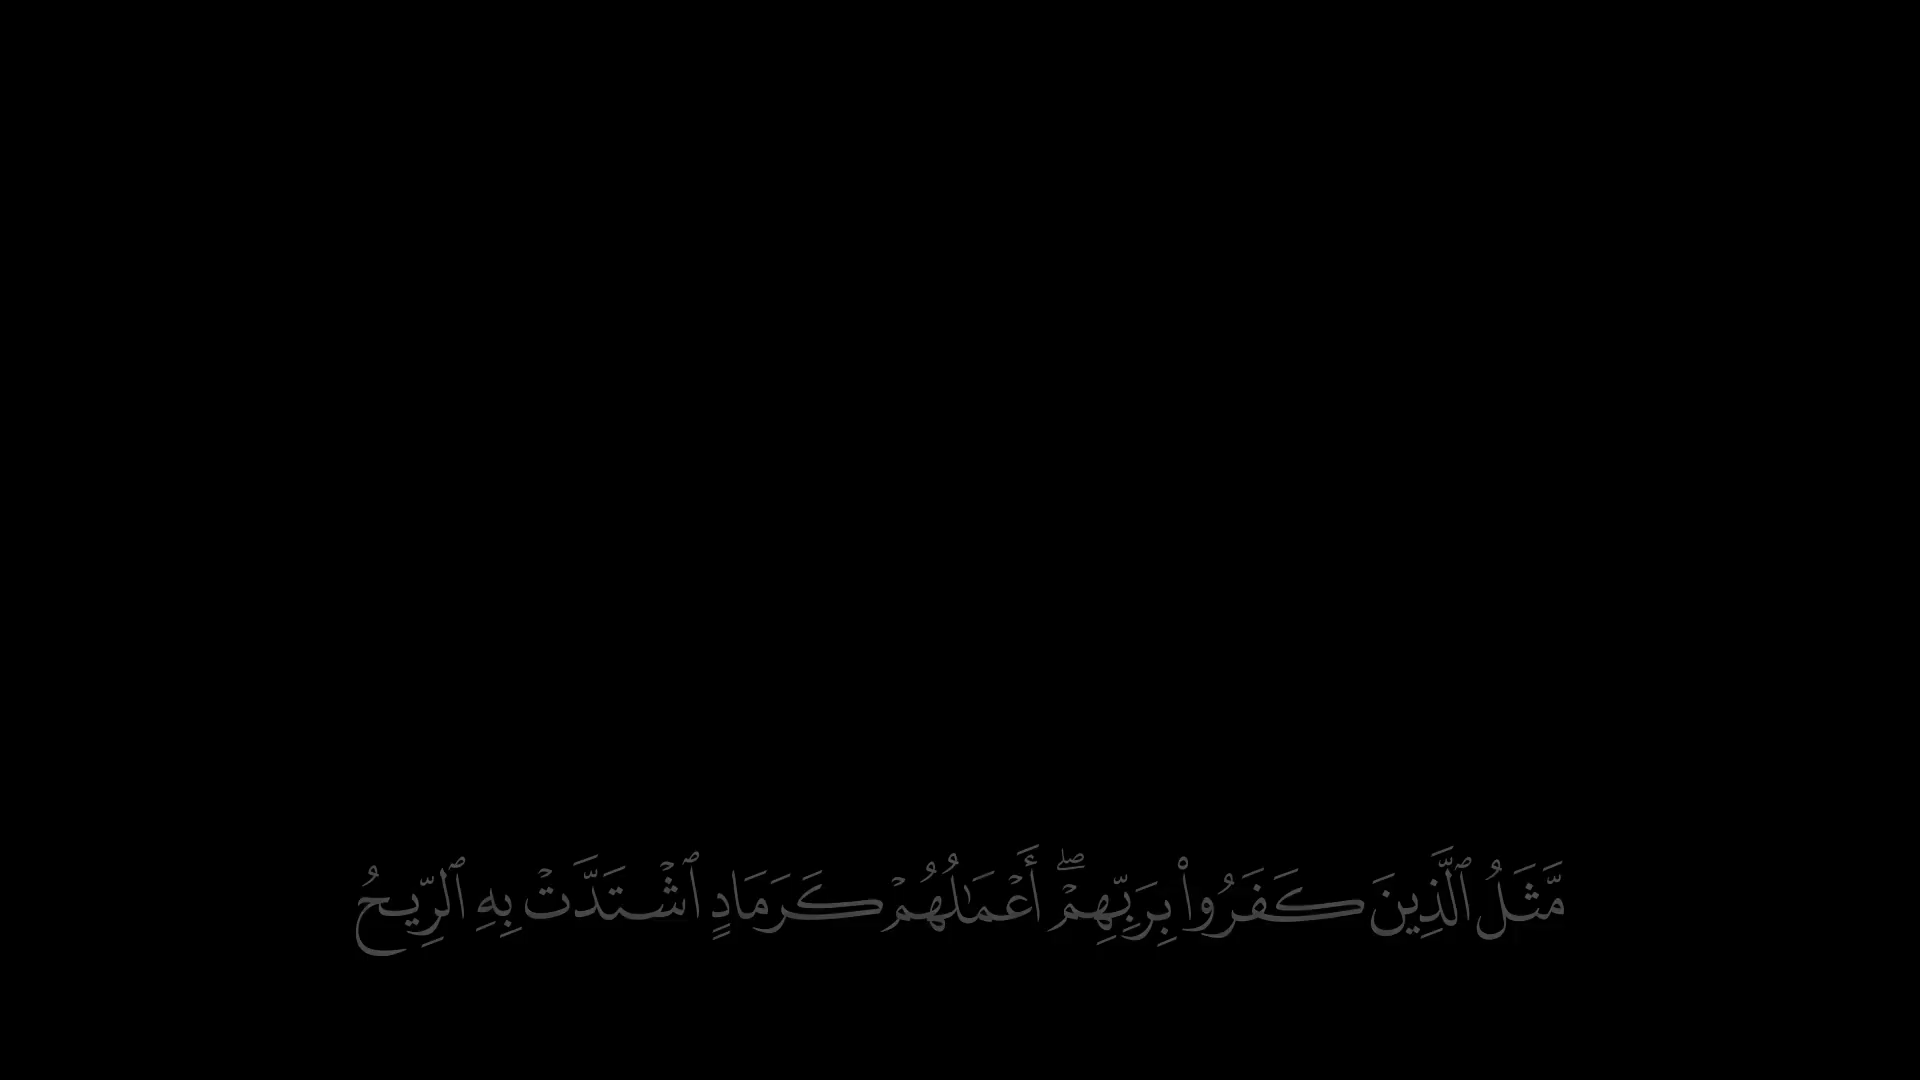 مَّثَلُ ٱلَّذِينَ كَفَرُوا۟ بِرَبِّهِمْ ۖ أَعْمَـٰلُهُمْ كَرَمَادٍ ٱشْتَدَّتْ بِهِ ٱلرِّيحُ